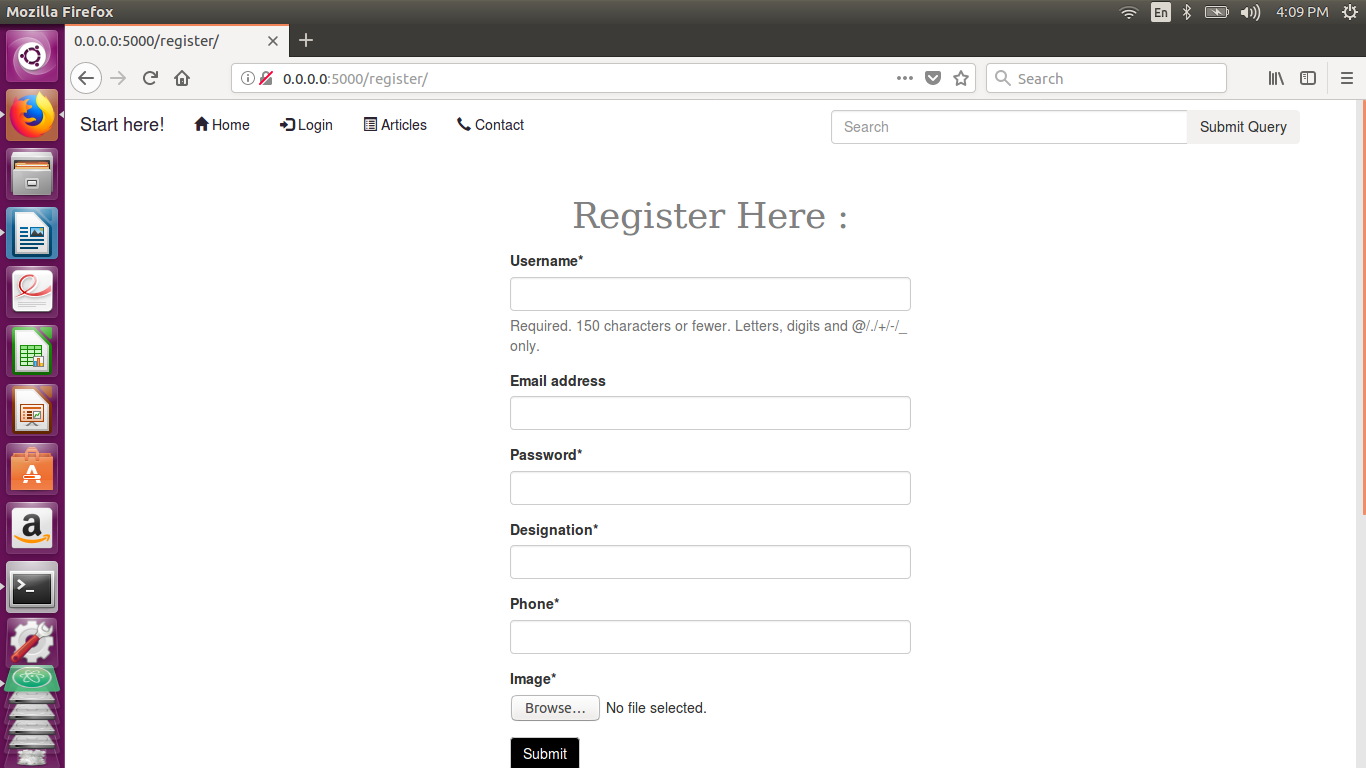 Mozilla Firefox
En
4:09 PM
0.0.0.0:5000/register/
0.0.0.0:5000/register/
Search
Start here!
Home
Login
Articles
Contact
Search
Submit Query
Register Here :
Username*
Required. 150 characters or fewer. Letters, digits and @/./+/-/_
only.
Email address
Password*
Designation*
Phone*
Image*
Browse...
No file selected.
Submit